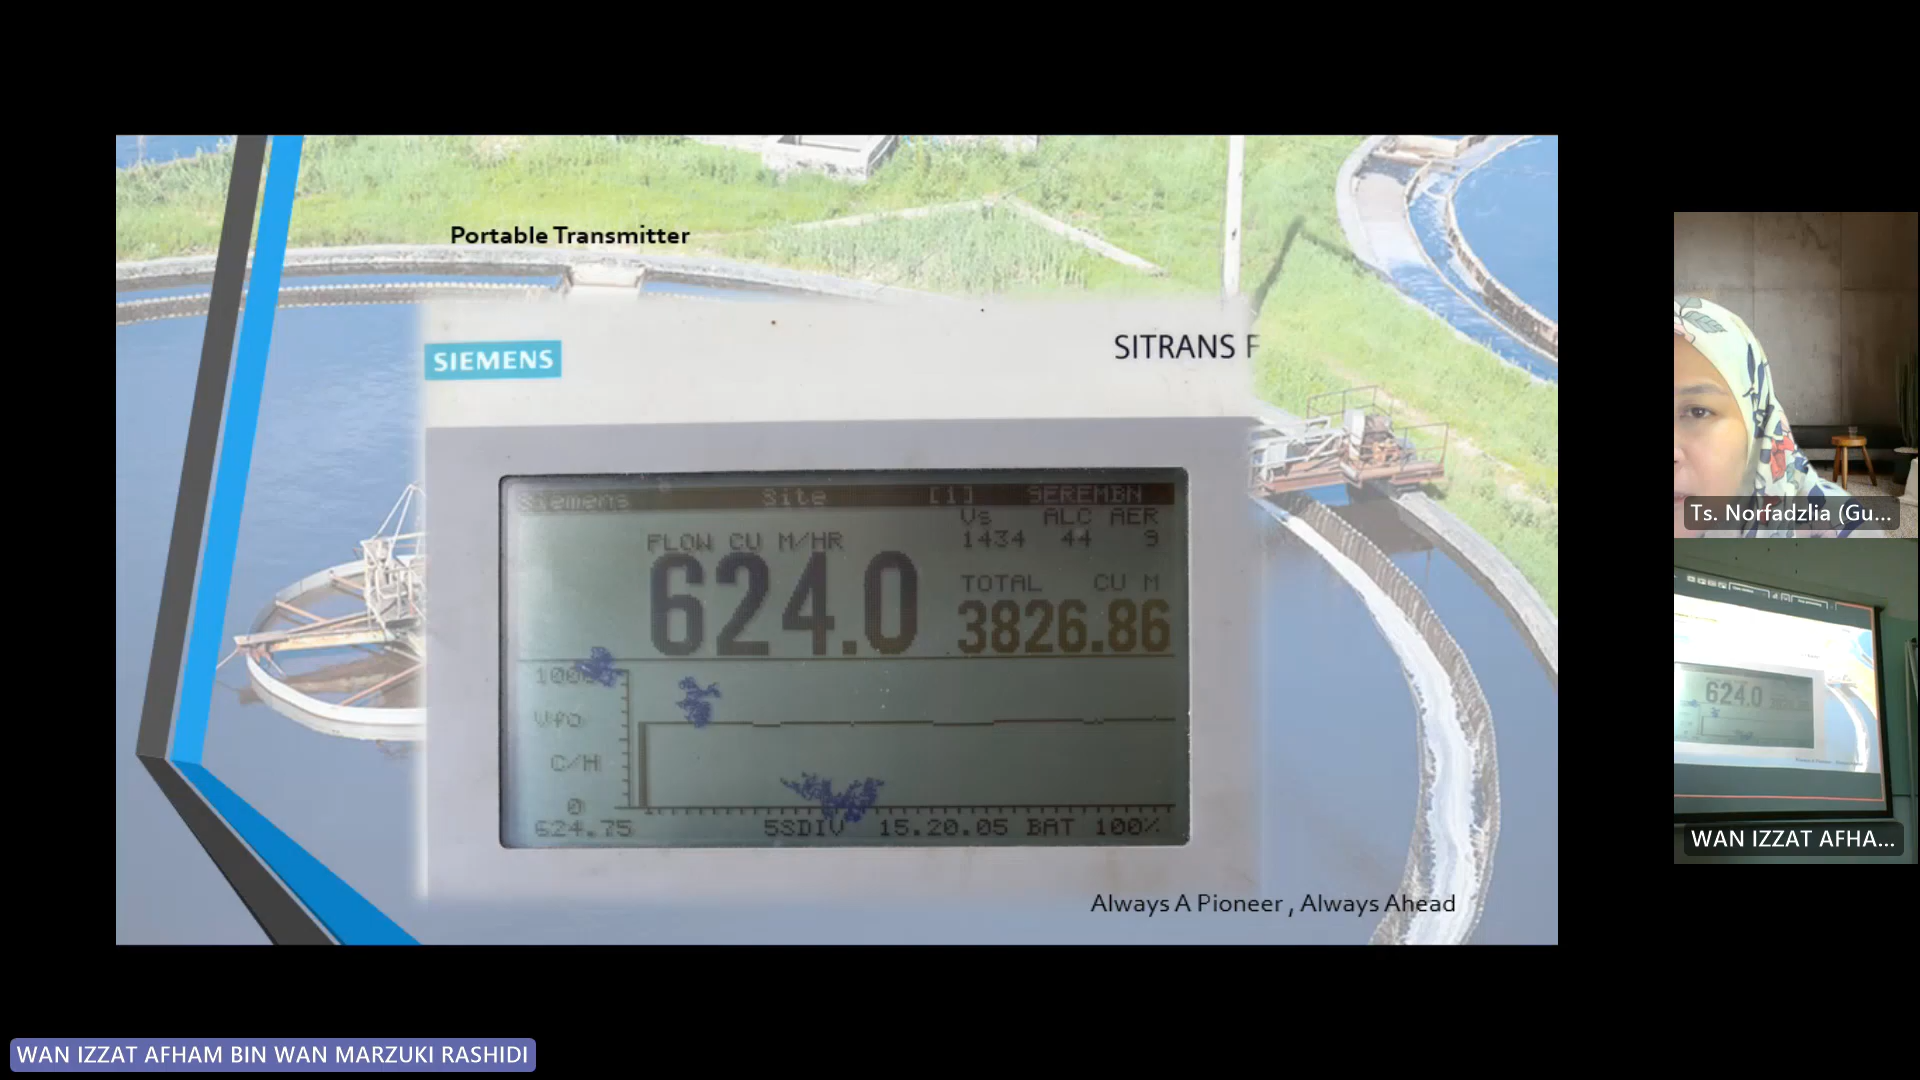 Portable Transmitter
SIEMENS
SITRANS F
Siemens Site [1] SEREMBN
Vs ALC AER
FLOW CU M/HR
1434 44 9
624.0
TOTAL CU M
3826.86
1000
Vfo
C/H
0
624.75 5SDIV 15.20.05 BAT 100%
Always A Pioneer , Always Ahead
Ts. Norfadzlia (Gu...
624.0
WAN IZZAT AFHA...
WAN IZZAT AFHAM BIN WAN MARZUKI RASHIDI